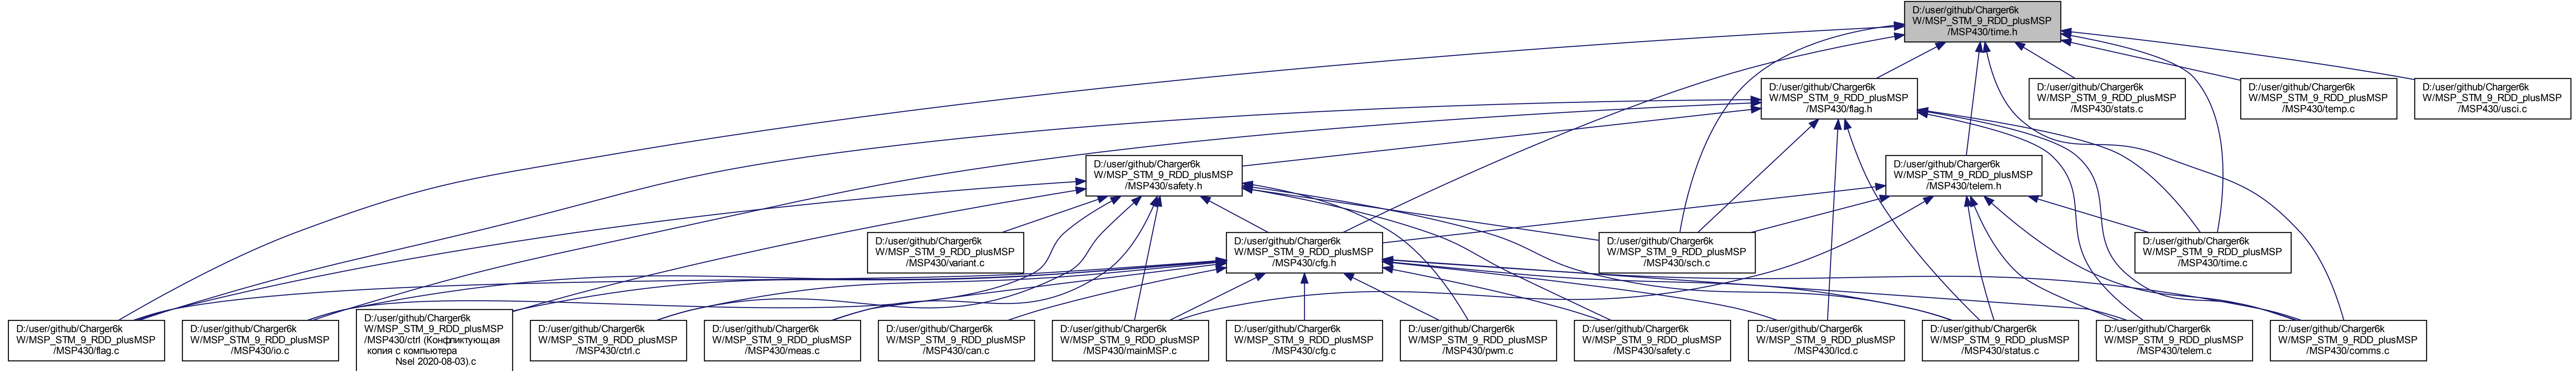 D:/user/github/Charger6k
W/MSP_STM_9_RDD_plusMSP
/MSP430/time.h
D:/user/github/Charger6k
W/MSP_STM_9_RDD_plusMSP
/MSP430/flag.h
D:/user/github/Charger6k
W/MSP_STM_9_RDD_plusMSP
/MSP430/stats.c
D:/user/github/Charger6k
W/MSP_STM_9_RDD_plusMSP
/MSP430/temp.c
D:/user/github/Charger6k
W/MSP_STM_9_RDD_plusMSP
/MSP430/usci.c
D:/user/github/Charger6k
W/MSP_STM_9_RDD_plusMSP
/MSP430/safety.h
D:/user/github/Charger6k
W/MSP_STM_9_RDD_plusMSP
/MSP430/telem.h
D:/user/github/Charger6k
W/MSP_STM_9_RDD_plusMSP
/MSP430/variant.c
D:/user/github/Charger6k
W/MSP_STM_9_RDD_plusMSP
/MSP430/cfg.h
D:/user/github/Charger6k
W/MSP_STM_9_RDD_plusMSP
/MSP430/sch.c
D:/user/github/Charger6k
W/MSP_STM_9_RDD_plusMSP
/MSP430/time.c
D:/user/github/Charger6k
W/MSP_STM_9_RDD_plusMSP
/MSP430/flag.c
D:/user/github/Charger6k
W/MSP_STM_9_RDD_plusMSP
/MSP430/io.c
D:/user/github/Charger6k
W/MSP_STM_9_RDD_plusMSP
/MSP430/ctrl (Конфликтующая
копия с компьютера
Nsel 2020-08-03).c
D:/user/github/Charger6k
W/MSP_STM_9_RDD_plusMSP
/MSP430/ctrl.c
D:/user/github/Charger6k
W/MSP_STM_9_RDD_plusMSP
/MSP430/meas.c
D:/user/github/Charger6k
W/MSP_STM_9_RDD_plusMSP
/MSP430/can.c
D:/user/github/Charger6k
W/MSP_STM_9_RDD_plusMSP
/MSP430/mainMSP.c
D:/user/github/Charger6k
W/MSP_STM_9_RDD_plusMSP
/MSP430/cfg.c
D:/user/github/Charger6k
W/MSP_STM_9_RDD_plusMSP
/MSP430/pwm.c
D:/user/github/Charger6k
W/MSP_STM_9_RDD_plusMSP
/MSP430/safety.c
D:/user/github/Charger6k
W/MSP_STM_9_RDD_plusMSP
/MSP430/lcd.c
D:/user/github/Charger6k
W/MSP_STM_9_RDD_plusMSP
/MSP430/status.c
D:/user/github/Charger6k
W/MSP_STM_9_RDD_plusMSP
/MSP430/telem.c
D:/user/github/Charger6k
W/MSP_STM_9_RDD_plusMSP
/MSP430/comms.c